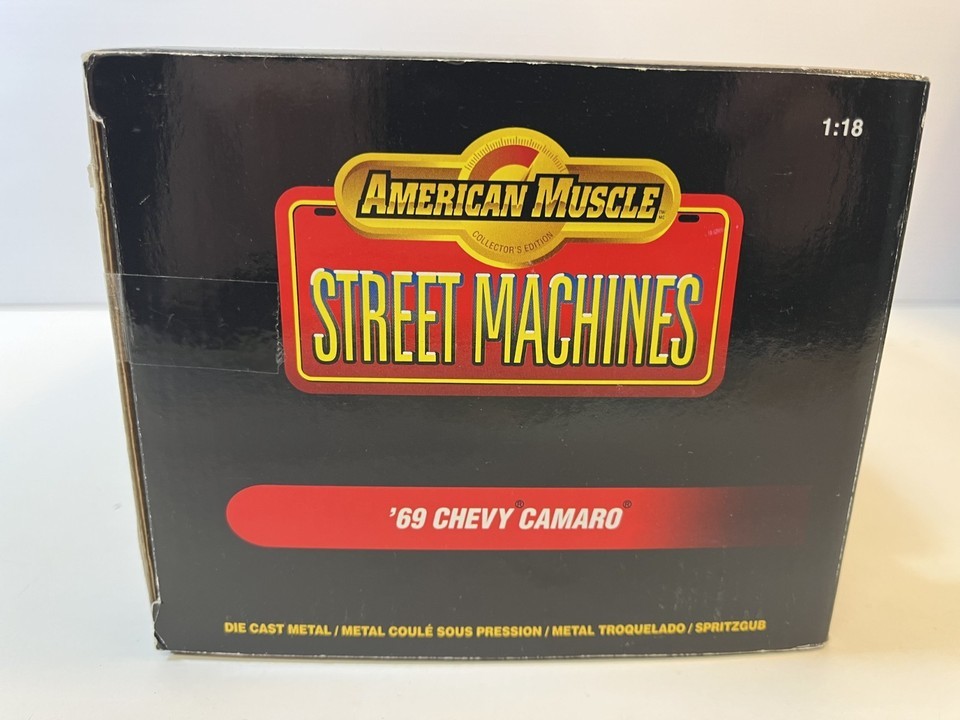 1:18
AMERICAN MUSCLE
COLLECTOR'S EDITION
STREET MACHINES
'69 CHEVY® CAMARO®
DIE CAST METAL / METAL COULÉ SOUS PRESSION / METAL TROQUELADO / SPRITZGUB